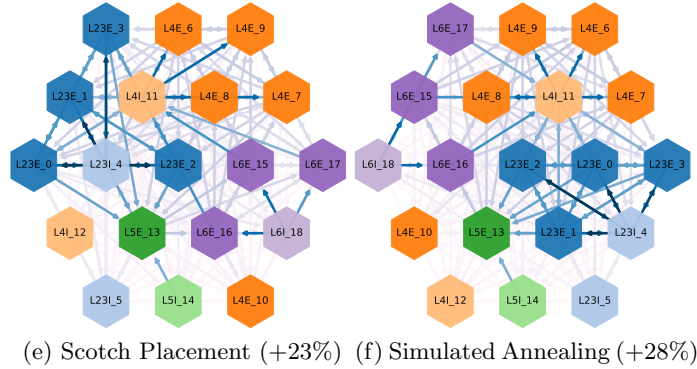 L23E_3 L4E_6 L4E_9
L23E_1 L4I_11 L4E_8 L4E_7
L23E_0 L23I_4 L23E_2 L6E_15 L6E_17
L4I_12 L5E_13 L6E_16 L6I_18
L23I_5 L5I_14 L4E_10
(e) Scotch Placement (+23%)
L6E_17 L4E_9 L4E_6
L6E_15 L4E_8 L4I_11 L4E_7
L6I_18 L6E_16 L23E_2 L23E_0 L23E_3
L4E_10 L5E_13 L23E_1 L23I_4
L4I_12 L5I_14 L23I_5
(f) Simulated Annealing (+28%)